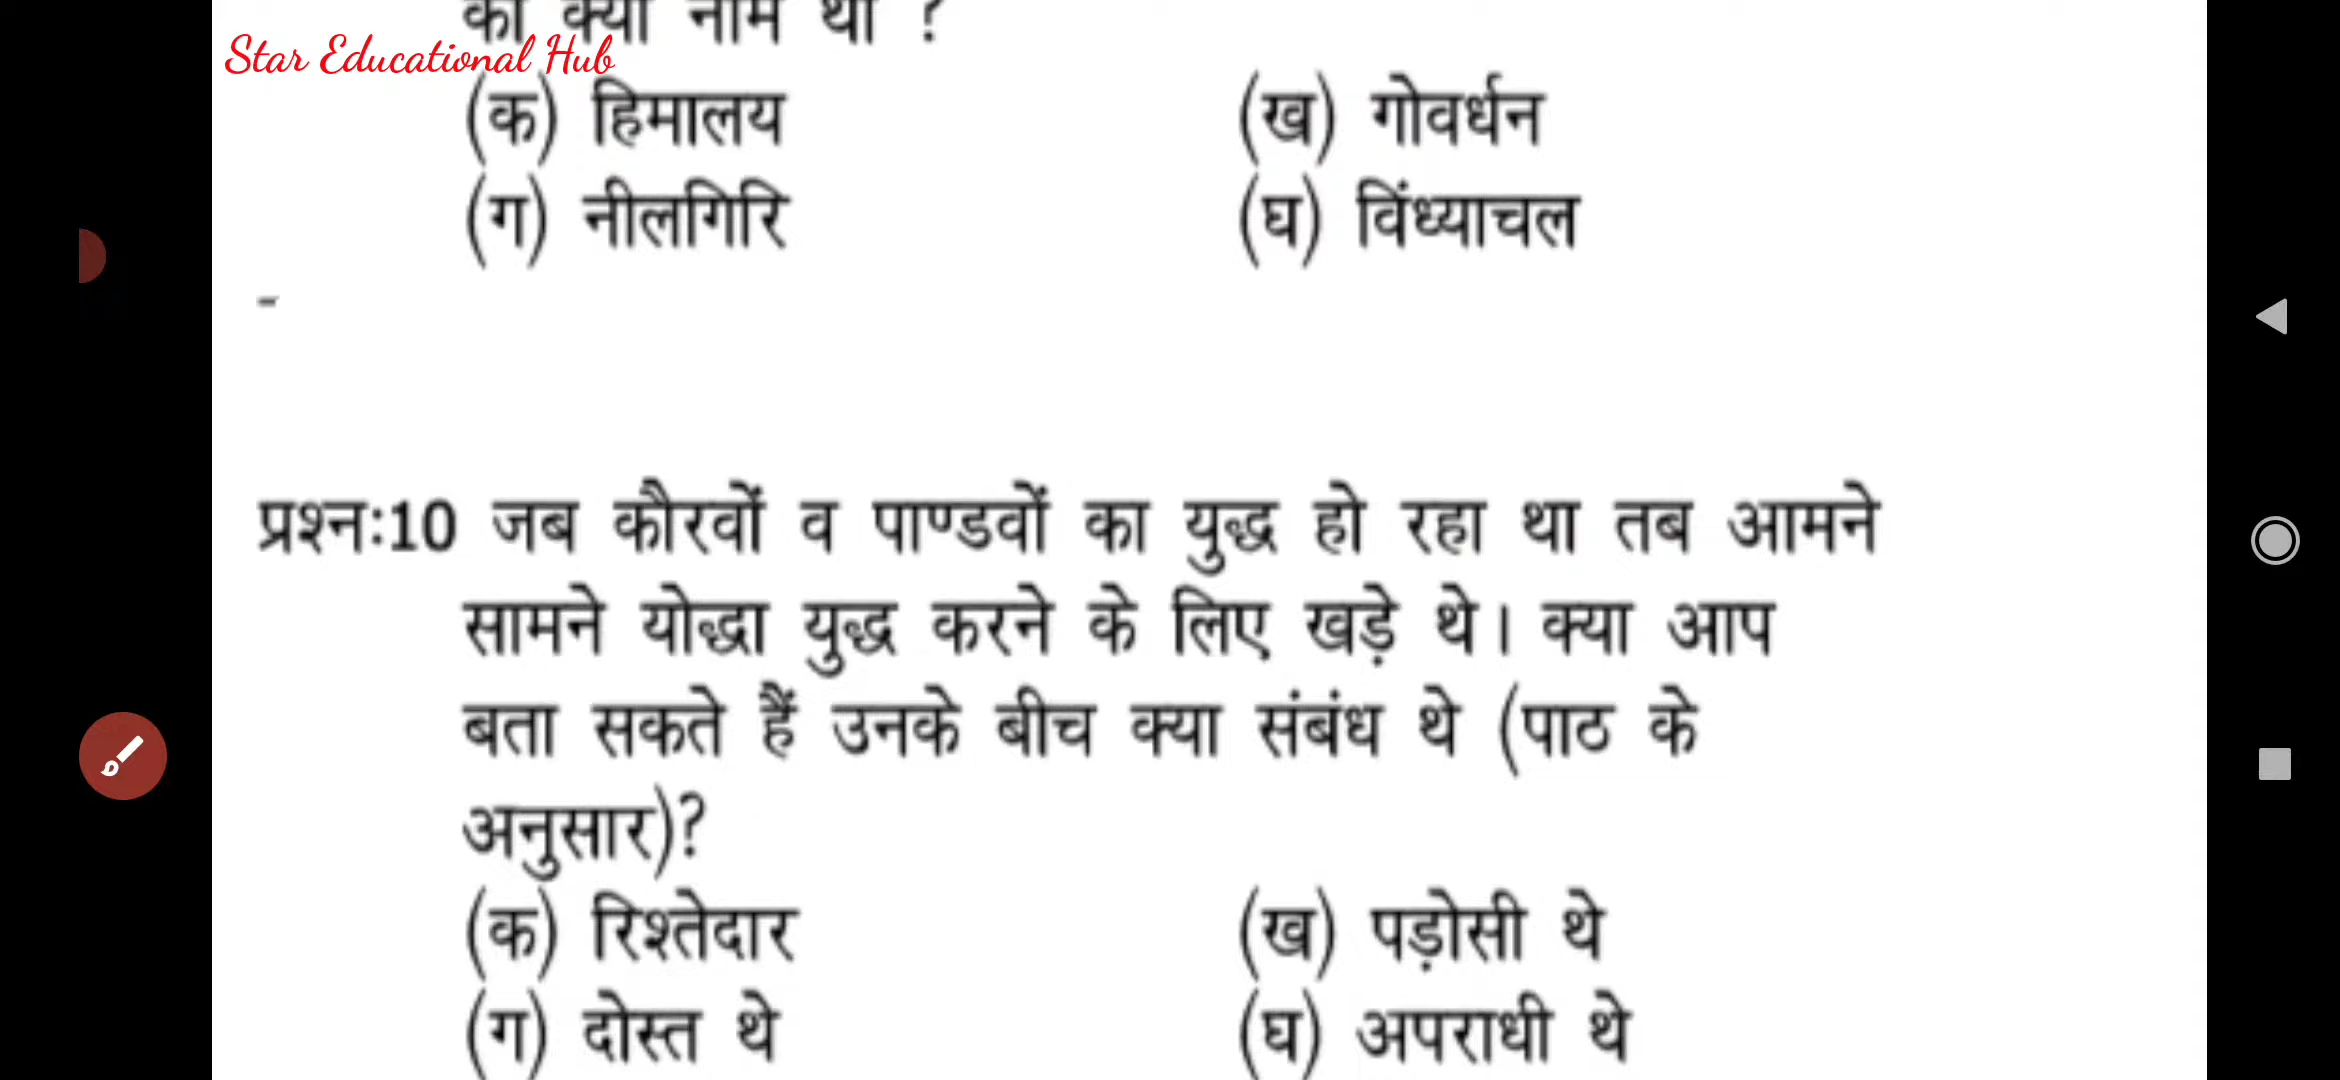 का क्या नाम था ?
Star Educational Hub
(क) हिमालय (ख) गोवर्धन
(ग) नीलगिरि (घ) विंध्याचल
-
प्रश्न:10 जब कौरवों व पाण्डवों का युद्ध हो रहा था तब आमने
सामने योद्धा युद्ध करने के लिए खड़े थे। क्या आप
बता सकते हैं उनके बीच क्या संबंध थे (पाठ के
अनुसार)?
(क) रिश्तेदार (ख) पड़ोसी थे
(ग) दोस्त थे (घ) अपराधी थे